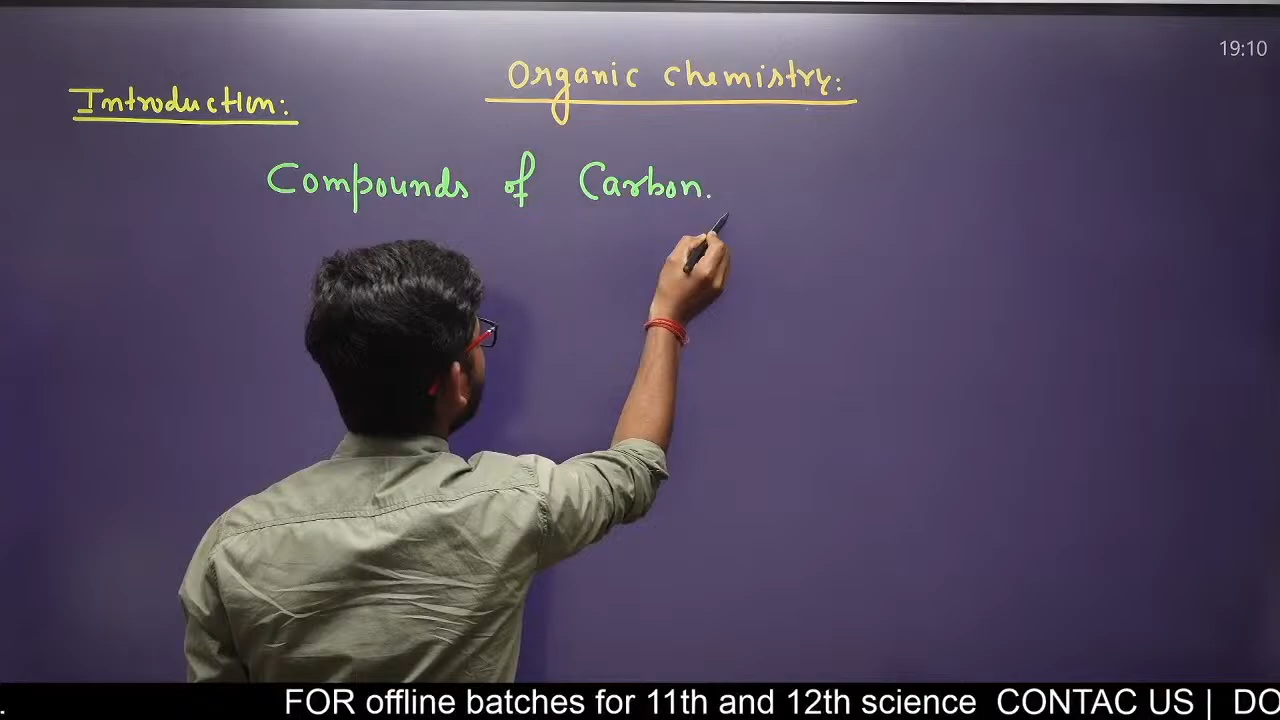 19:10
Organic Chemistry:
Introduction:
Compounds of Carbon.
. FOR offline batches for 11th and 12th science CONTAC US | DO